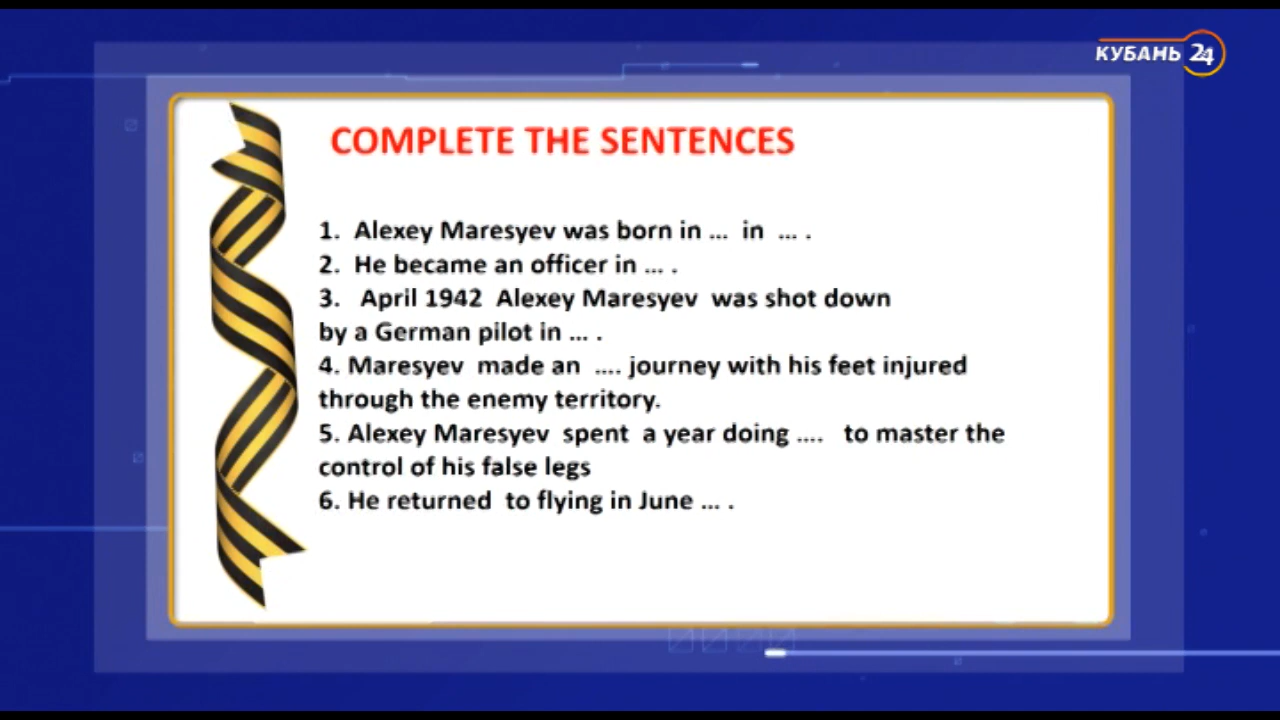 КУБАНЬ 24
COMPLETE THE SENTENCES
1. Alexey Maresyev was born in ... in ... .
2. He became an officer in ... .
3. April 1942 Alexey Maresyev was shot down
by a German pilot in ... .
4. Maresyev made an .... journey with his feet injured
through the enemy territory.
5. Alexey Maresyev spent a year doing .... to master the
control of his false legs
6. He returned to flying in June ... .